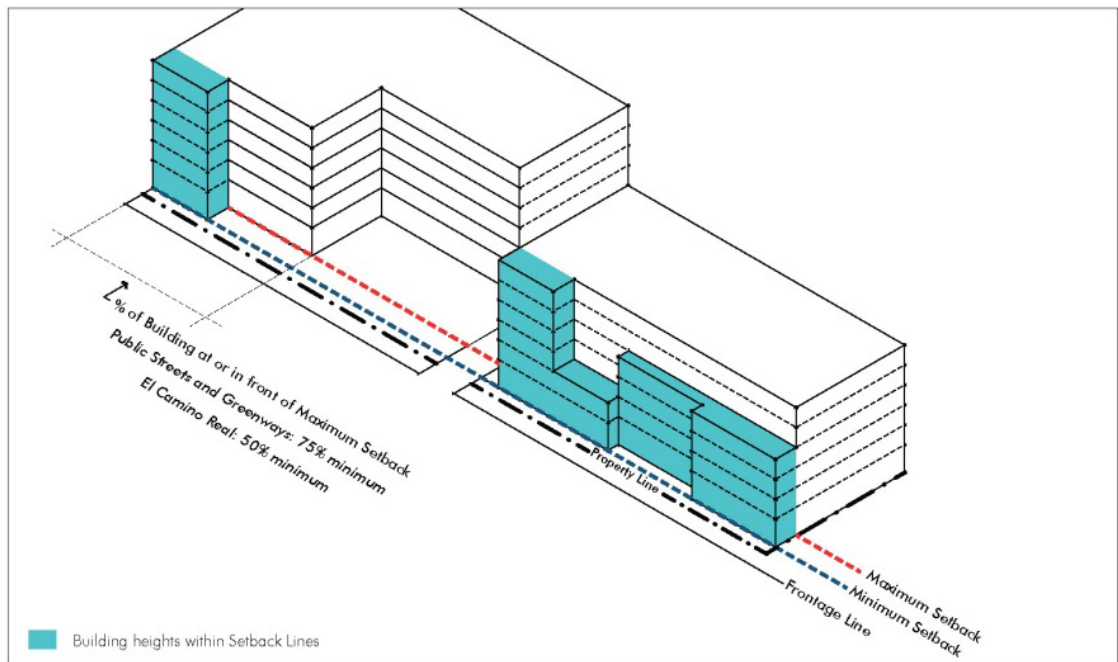 % of Building at or in front of Maximum Setback
Public Streets and Greenways: 75% minimum
El Camino Real: 50% minimum
Property Line
Maximum Setback
Minimum Setback
Frontage Line
Building heights within Setback Lines